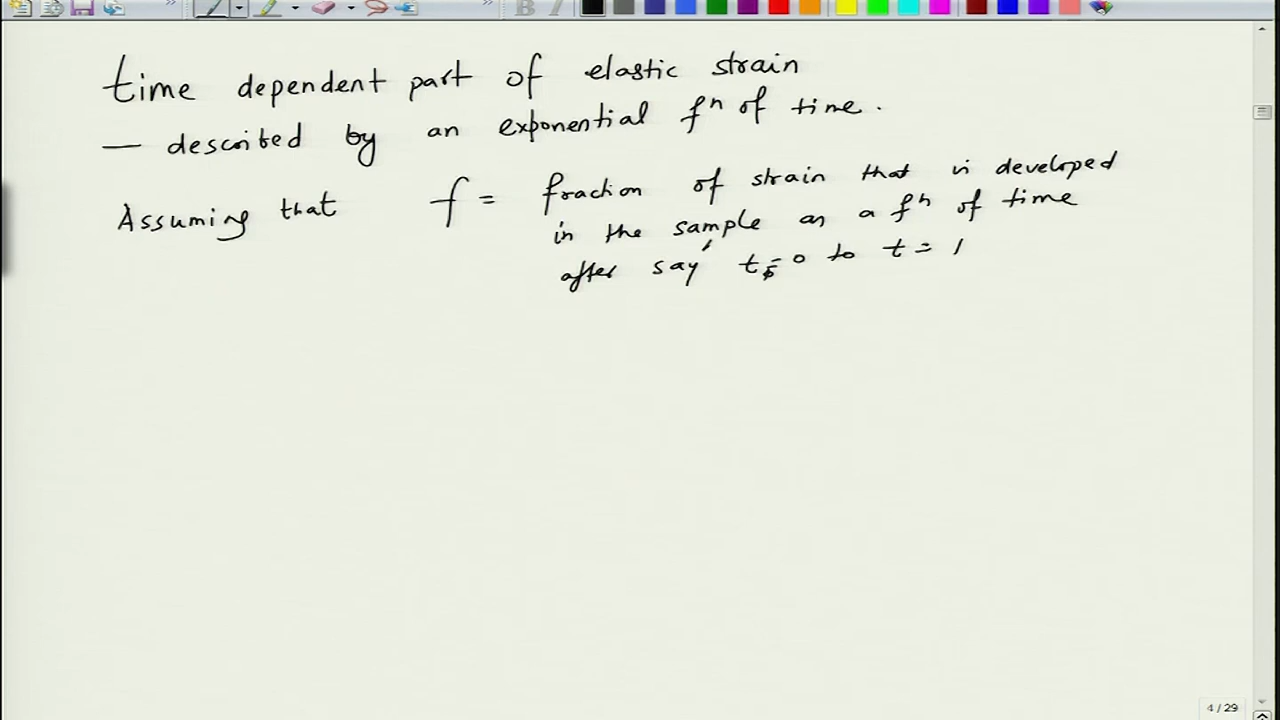 time dependent part of elastic strain
— described by an exponential fⁿ of time.
Assuming that f = fraction of strain that is developed
in the sample as a fⁿ of time
after say t = 0 to t = 1
4 / 29